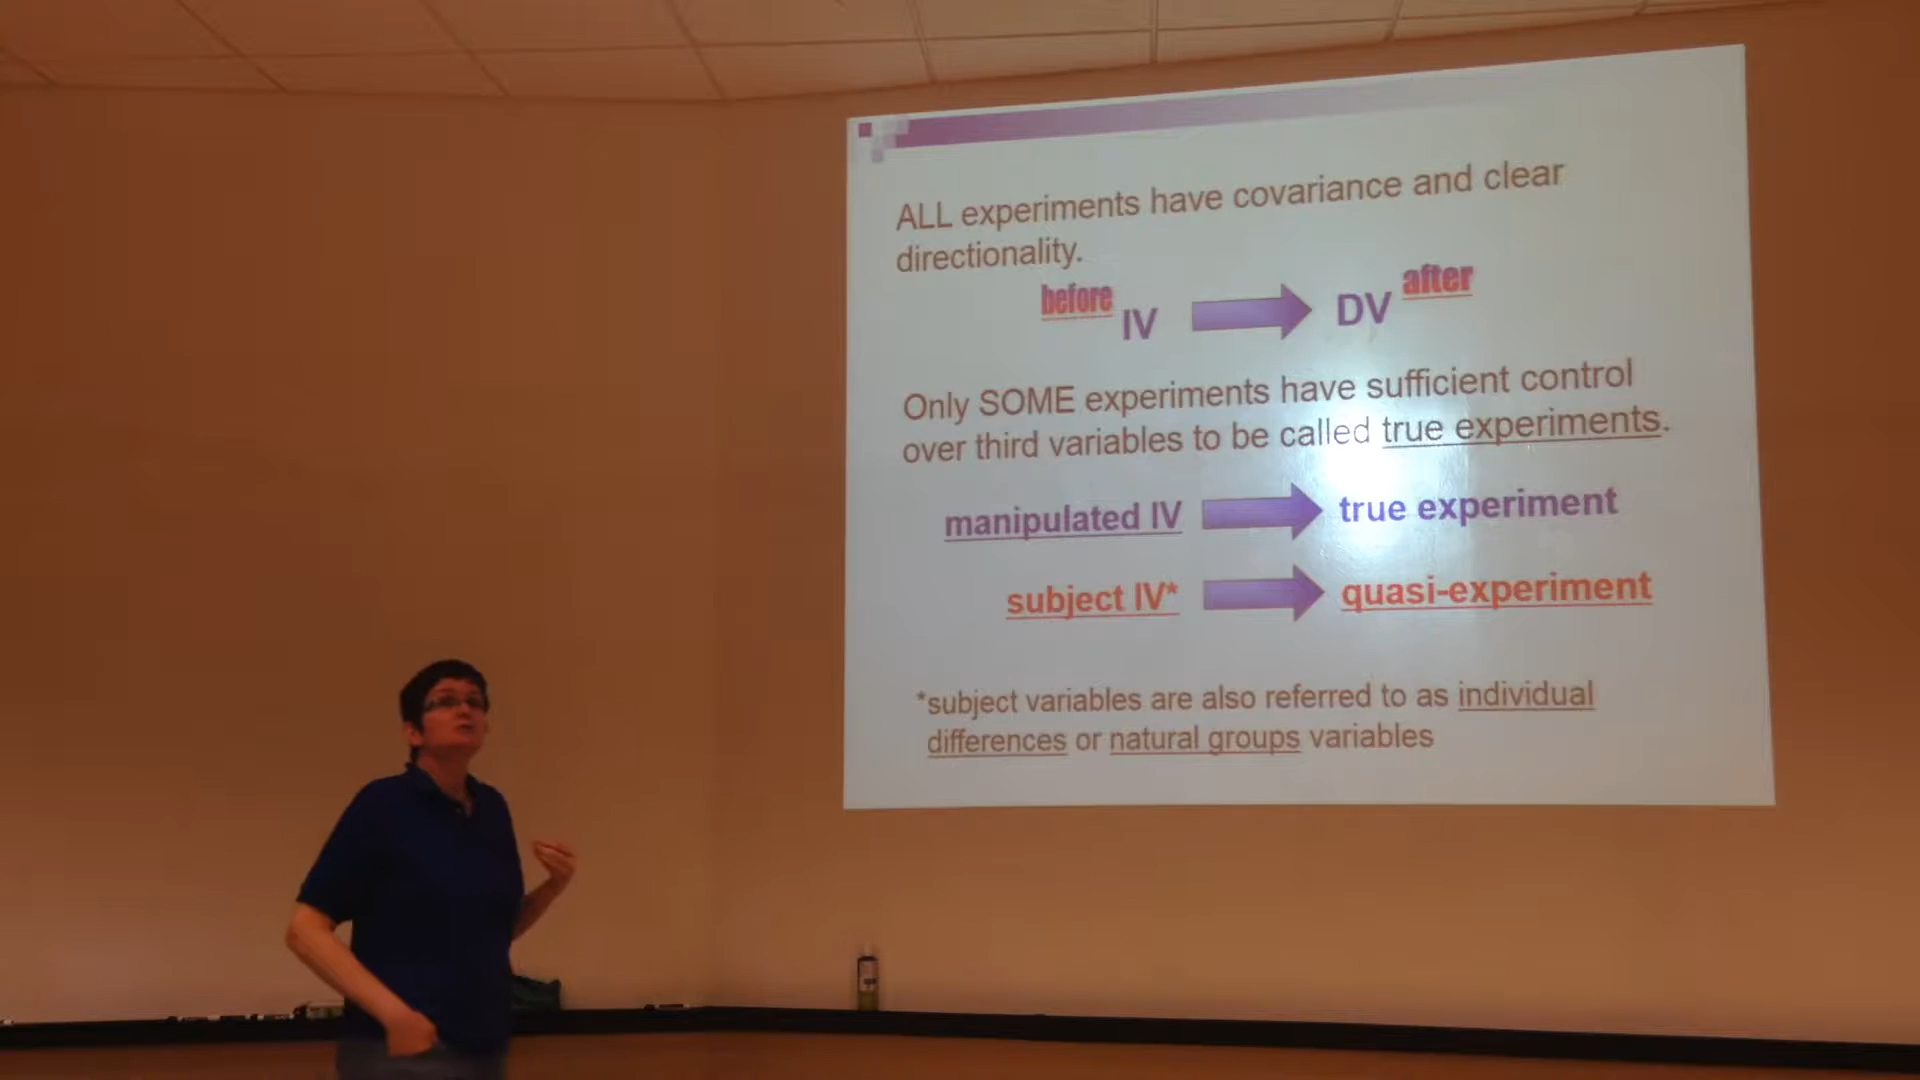 ALL experiments have covariance and clear
directionality.
before IV DV after
Only SOME experiments have sufficient control
over third variables to be called true experiments.
manipulated IV true experiment
subject IV* quasi-experiment
*subject variables are also referred to as individual
differences or natural groups variables